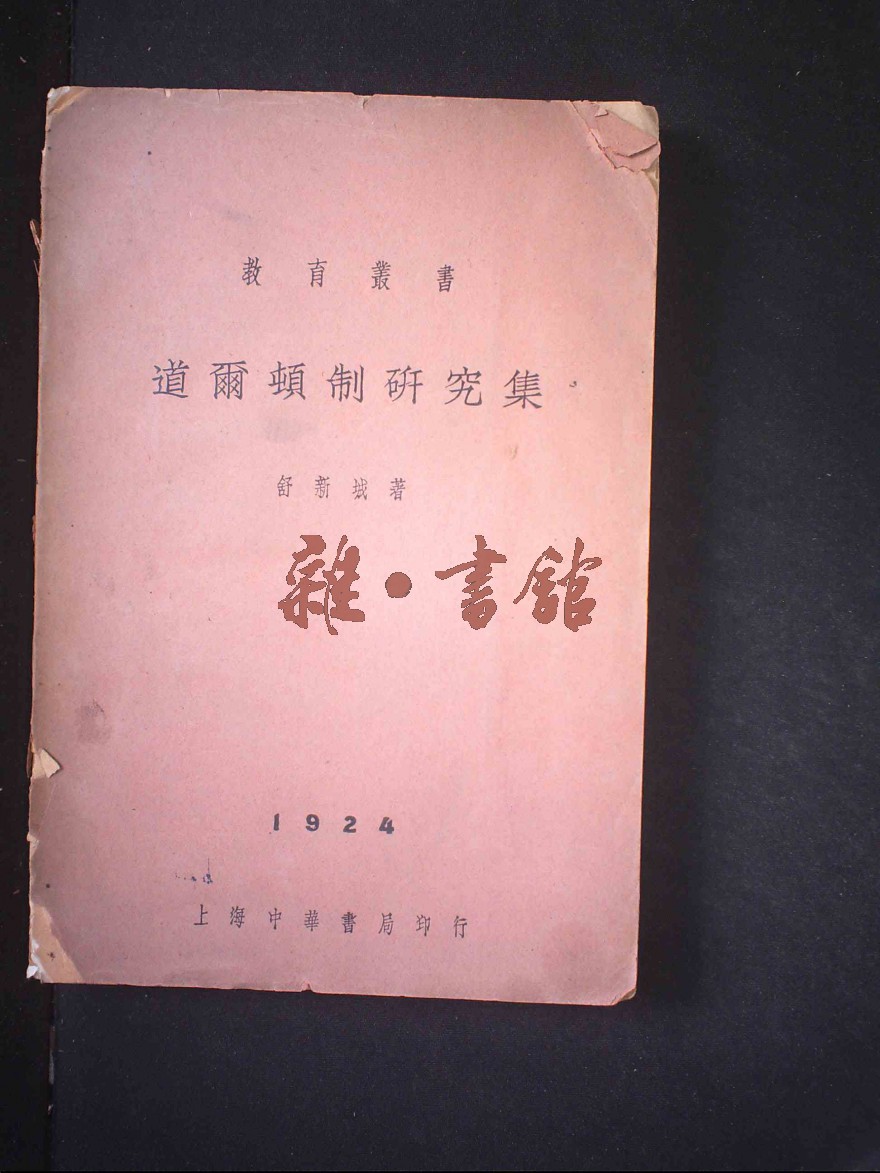 教育叢書
道爾頓制研究集
舒新城著
雜·書館
1924
上海中華書局印行